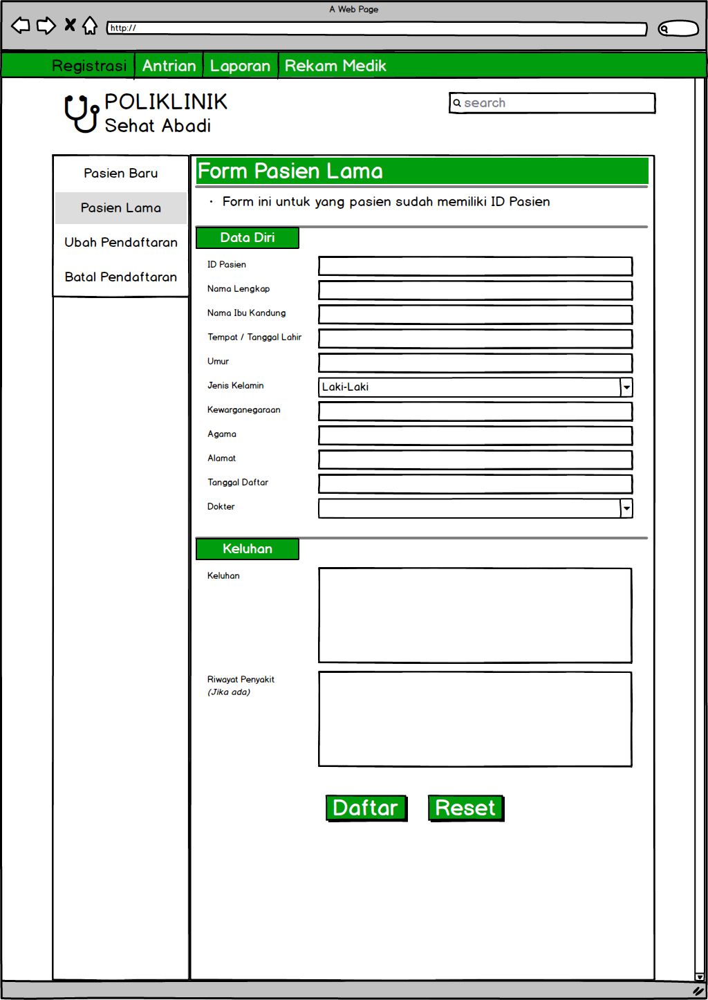 A Web Page
http://
Registrasi
Antrian
Laporan
Rekam Medik
POLIKLINIK
Sehat Abadi
search
Pasien Baru
Pasien Lama
Ubah Pendaftaran
Batal Pendaftaran
Form Pasien Lama
· Form ini untuk yang pasien sudah memiliki ID Pasien
Data Diri
ID Pasien
Nama Lengkap
Nama Ibu Kandung
Tempat / Tanggal Lahir
Umur
Jenis Kelamin
Laki-Laki
Kewarganegaraan
Agama
Alamat
Tanggal Daftar
Dokter
Keluhan
Keluhan
Riwayat Penyakit
(Jika ada)
Daftar
Reset